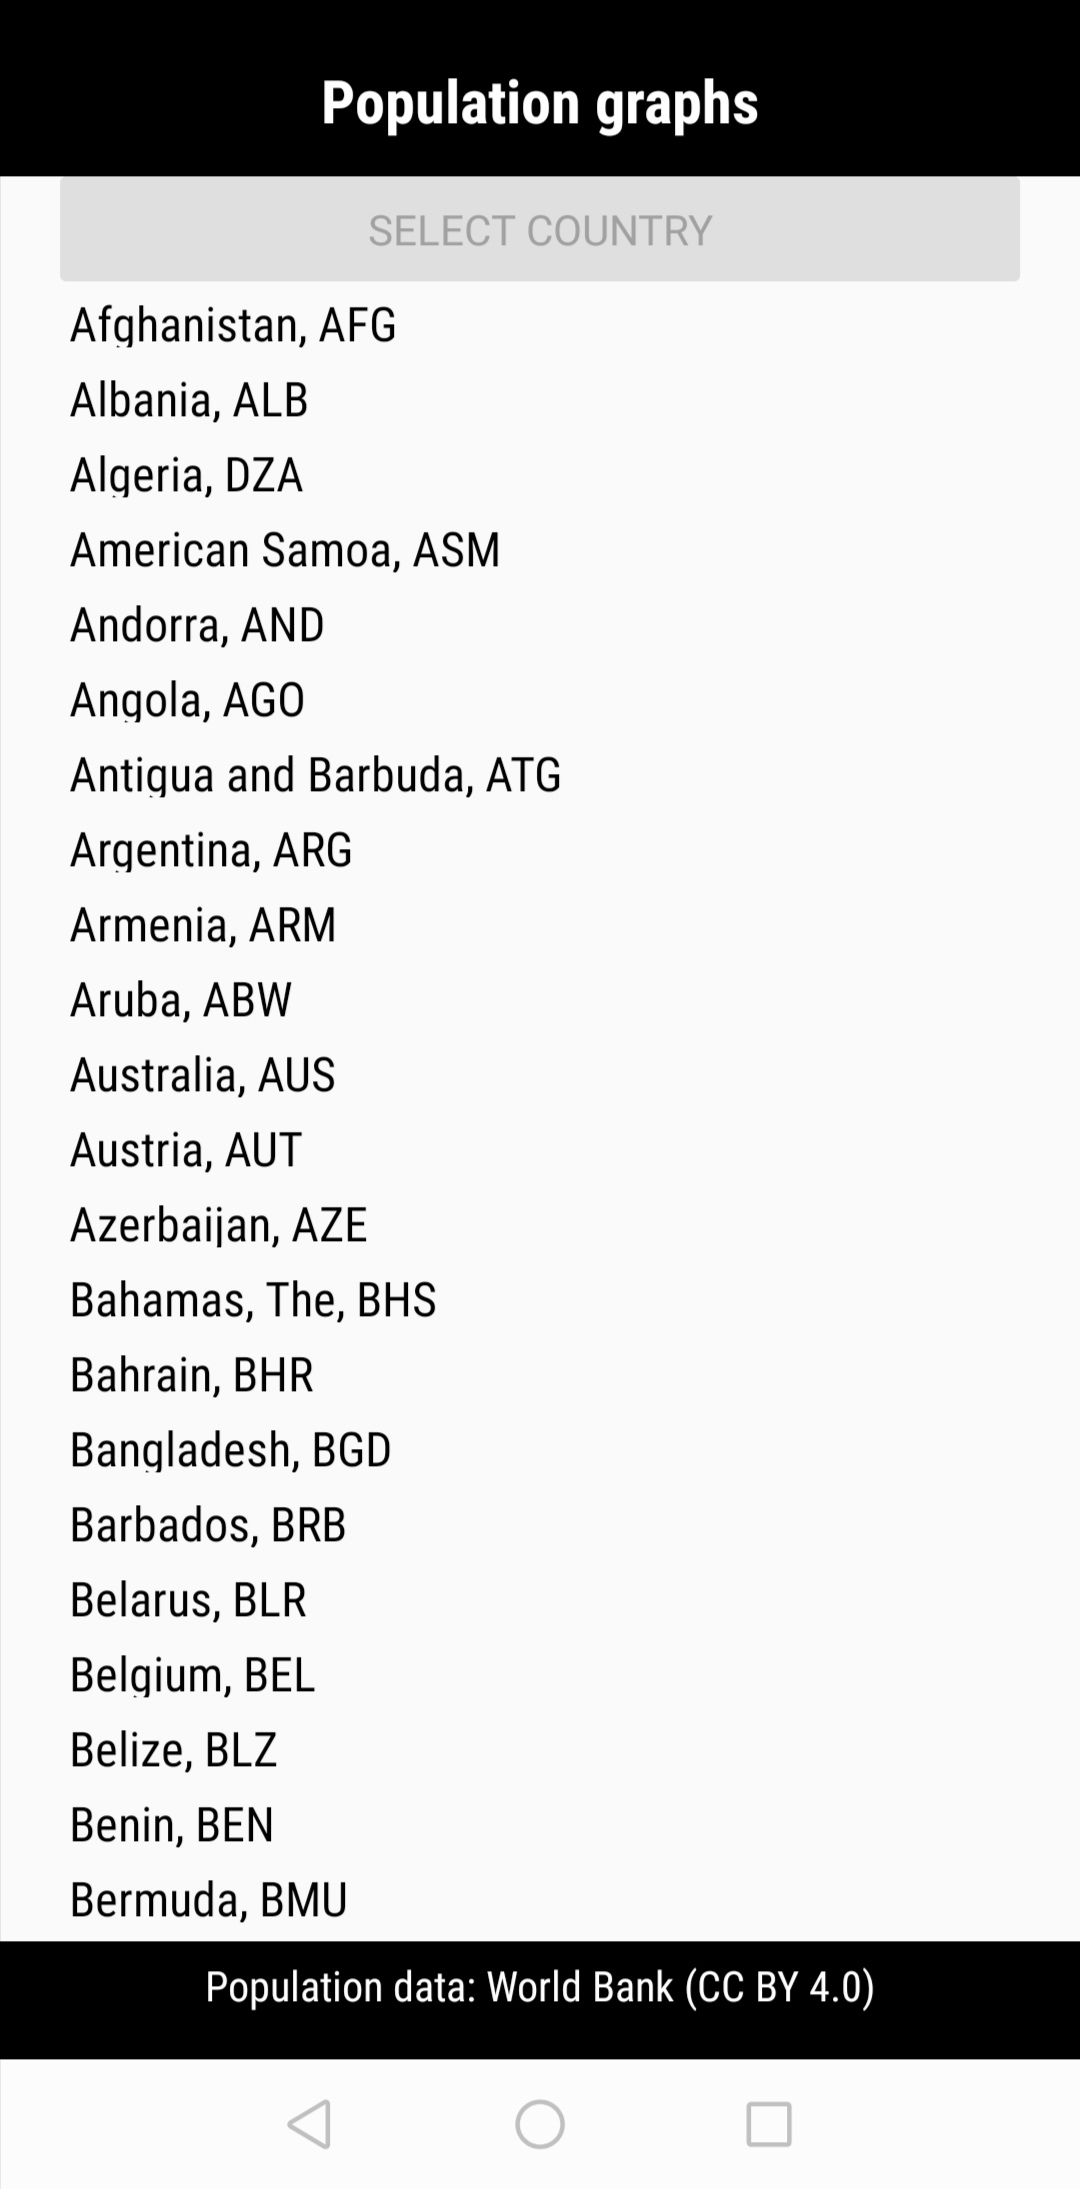 Population graphs
SELECT COUNTRY
Afghanistan, AFG
Albania, ALB
Algeria, DZA
American Samoa, ASM
Andorra, AND
Angola, AGO
Antigua and Barbuda, ATG
Argentina, ARG
Armenia, ARM
Aruba, ABW
Australia, AUS
Austria, AUT
Azerbaijan, AZE
Bahamas, The, BHS
Bahrain, BHR
Bangladesh, BGD
Barbados, BRB
Belarus, BLR
Belgium, BEL
Belize, BLZ
Benin, BEN
Bermuda, BMU
Population data: World Bank (CC BY 4.0)